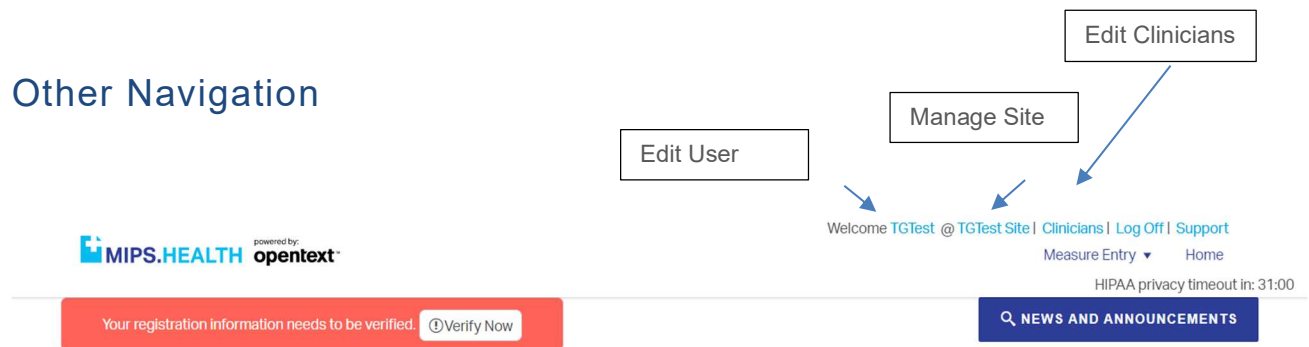 Edit Clinicians
Other Navigation
Manage Site
Edit User
Welcome TGTest @ TGTest Site | Clinicians | Log Off | Support
MIPS.HEALTH powered by: opentext™
Measure Entry ▼ Home
HIPAA privacy timeout in: 31:00
Your registration information needs to be verified. Verify Now
NEWS AND ANNOUNCEMENTS